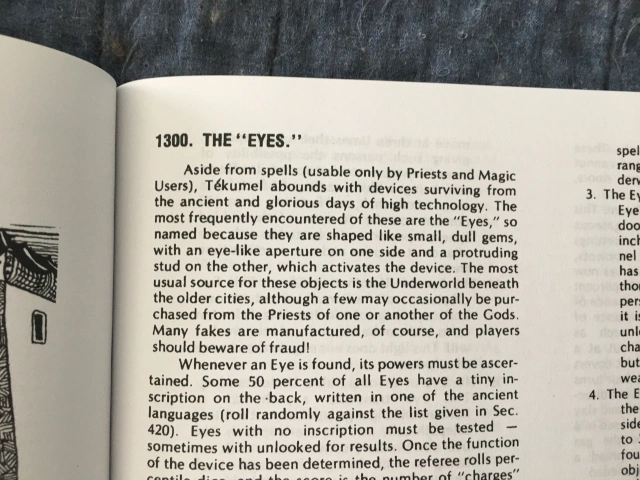 1300. THE "EYES."
Aside from spells (usable only by Priests and Magic
Users), Tékumel abounds with devices surviving from
the ancient and glorious days of high technology. The
most frequently encountered of these are the "Eyes," so
named because they are shaped like small, dull gems,
with an eye-like aperture on one side and a protruding
stud on the other, which activates the device. The most
usual source for these objects is the Underworld beneath
the older cities, although a few may occasionally be pur-
chased from the Priests of one or another of the Gods.
Many fakes are manufactured, of course, and players
should beware of fraud!
Whenever an Eye is found, its powers must be ascer-
tained. Some 50 percent of all Eyes have a tiny in-
scription on the back, written in one of the ancient
languages (roll randomly against the list given in Sec.
420). Eyes with no inscription must be tested —
sometimes with unlooked for results. Once the function
of the device has been determined, the referee rolls per-
centile dice, and the score is the number of "charges"
spel
rang
derv
3. The Ey
Eye
doo
inch
nel
has
thou
pers
it is
unlo
cha
but
wea
4. The E
the
side
to
fou
obj